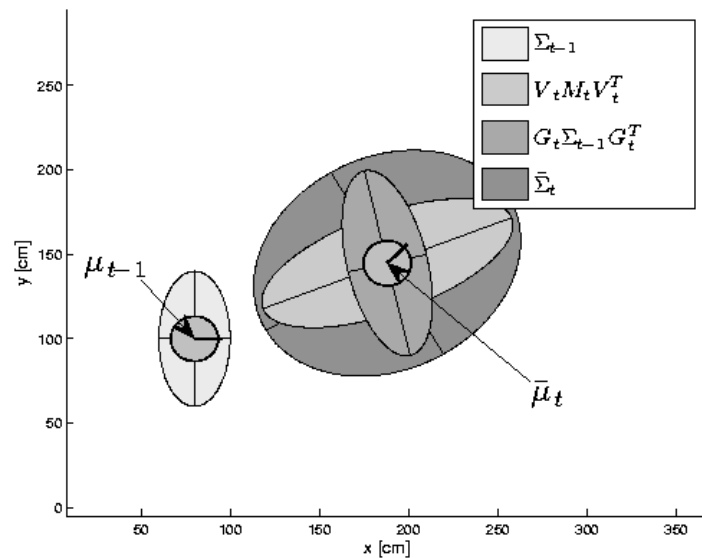 Σ_{t−1}
V_t M_t V_t^T
G_t Σ_{t−1} G_t^T
Σ̄_t
250
200
150
100
50
0
y [cm]
μ_{t−1}
μ̄_t
50 100 150 200 250 300 350
x [cm]